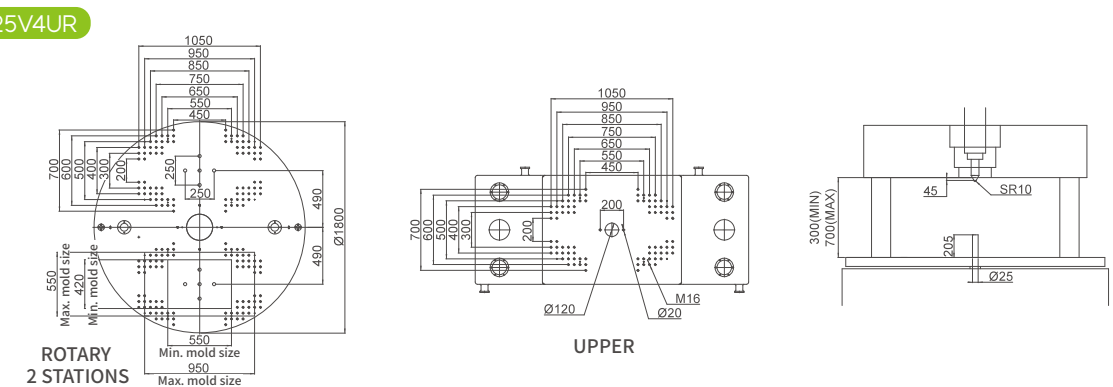 25V4UR
1050
950
850
750
650
550
450
700
600
500
400
300
200
250
250
490
490
Ø1800
550
Max. mold size
420
Min. mold size
550
Min. mold size
950
Max. mold size
ROTARY
2 STATIONS
1050
950
850
750
650
550
450
700
600
500
400
300
200
200
M16
Ø120
Ø20
UPPER
45
SR10
300(MIN)
700(MAX)
205
Ø25